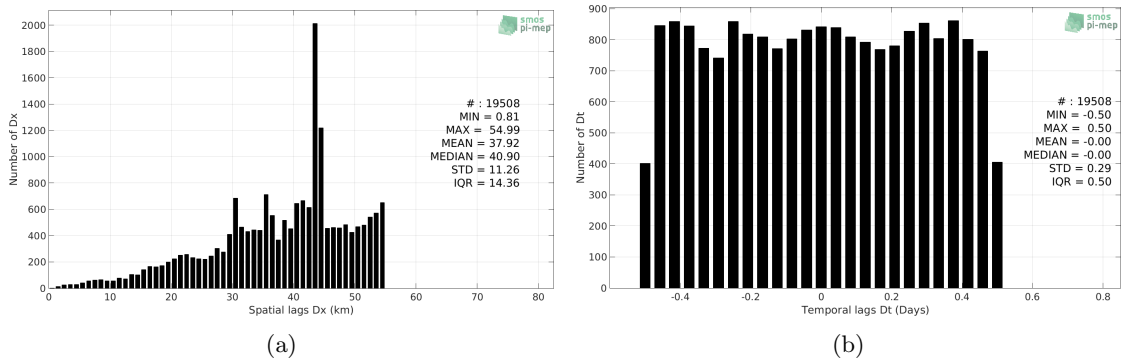 smos
pi-mep
2000
1800
1600
1400
1200
1000
800
600
400
200
0
Number of Dx
# : 19508
MIN = 0.81
MAX = 54.99
MEAN = 37.92
MEDIAN = 40.90
STD = 11.26
IQR = 14.36
0 10 20 30 40 50 60 70 80
Spatial lags Dx (km)
(a)
smos
pi-mep
900
800
700
600
500
400
300
200
100
0
Number of Dt
# : 19508
MIN = -0.50
MAX = 0.50
MEAN = -0.00
MEDIAN = -0.00
STD = 0.29
IQR = 0.50
-0.4 -0.2 0 0.2 0.4 0.6 0.8
Temporal lags Dt (Days)
(b)